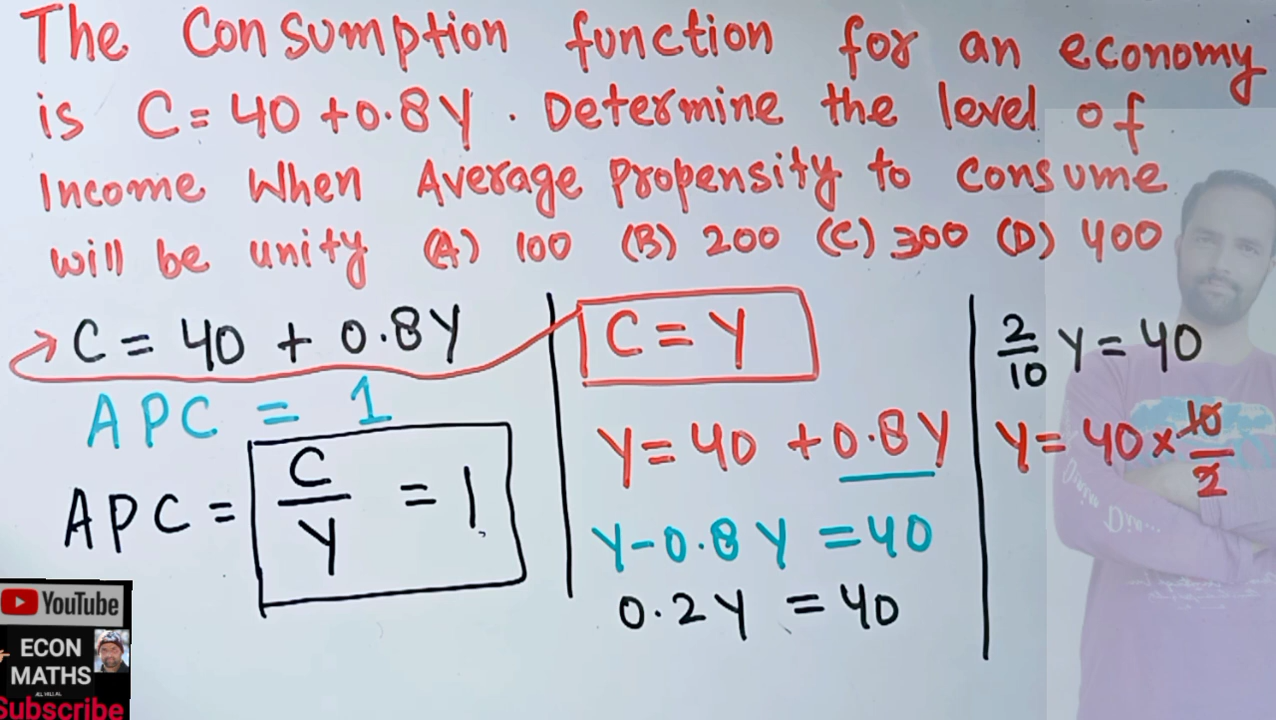 The Consumption function for an economy
is C = 40 + 0.8Y . Determine the level of
Income When Average Propensity to Consume
will be unity (A) 100 (B) 200 (C) 300 (D) 400
C = 40 + 0.8Y
APC = 1
APC = C/Y = 1
C = Y
Y = 40 + 0.8Y
Y - 0.8Y = 40
0.2Y = 40
2/10 Y = 40
Y = 40 × 10/2
YouTube
ECON
MATHS
Subscribe